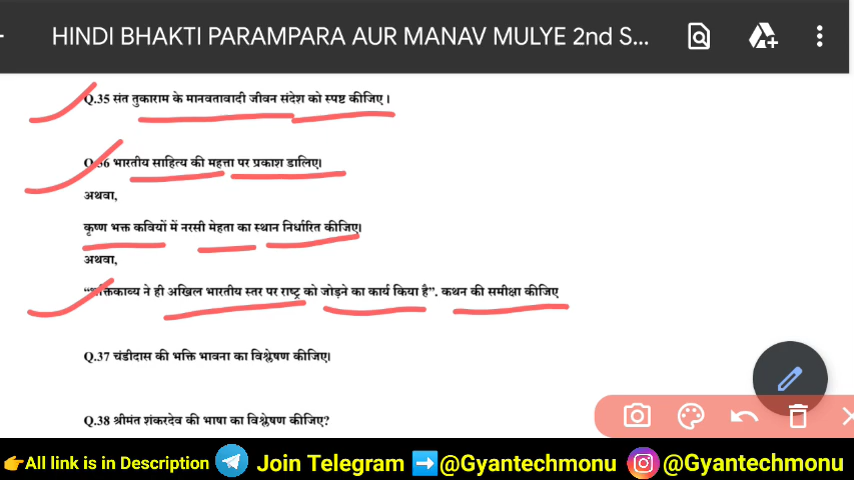 HINDI BHAKTI PARAMPARA AUR MANAV MULYE 2nd S...
Q.35 संत तुकाराम के मानवतावादी जीवन संदेश को स्पष्ट कीजिए ।
Q.36 भारतीय साहित्य की महत्ता पर प्रकाश डालिए।
अथवा,
कृष्ण भक्त कवियों में नरसी मेहता का स्थान निर्धारित कीजिए।
अथवा,
“भक्तिकाव्य ने ही अखिल भारतीय स्तर पर राष्ट्र को जोड़ने का कार्य किया है”. कथन की समीक्षा कीजिए
Q.37 चंडीदास की भक्ति भावना का विश्लेषण कीजिए।
Q.38 श्रीमंत शंकरदेव की भाषा का विश्लेषण कीजिए?
👉All link is in Description Join Telegram ➡@Gyantechmonu @Gyantechmonu